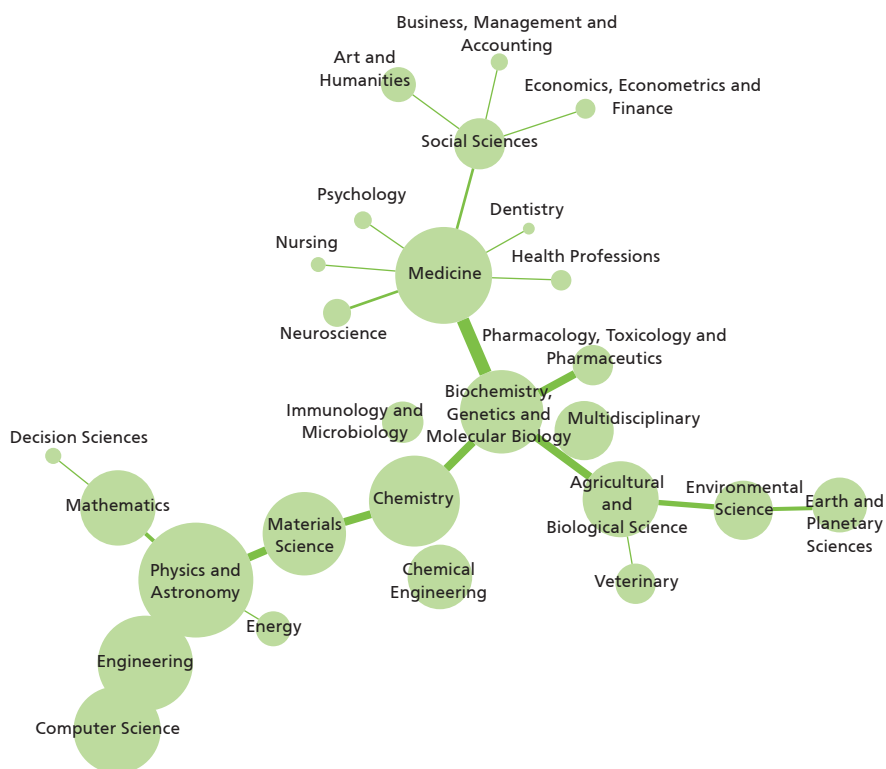 Business, Management and
Accounting
Art and
Humanities
Economics, Econometrics and
Finance
Social Sciences
Psychology
Dentistry
Nursing
Health Professions
Medicine
Neuroscience
Pharmacology, Toxicology and
Pharmaceutics
Biochemistry,
Genetics and
Molecular Biology
Immunology and
Microbiology
Multidisciplinary
Decision Sciences
Mathematics
Chemistry
Agricultural
and
Biological Science
Environmental
Science
Earth and
Planetary
Sciences
Materials
Science
Physics and
Astronomy
Chemical
Engineering
Veterinary
Energy
Engineering
Computer Science